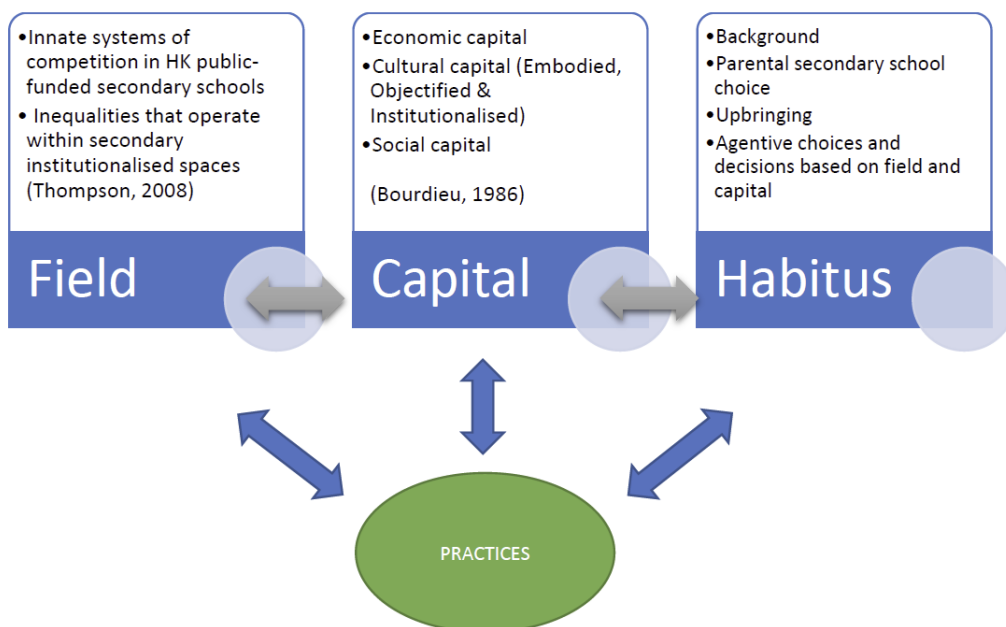 •Innate systems of
competition in HK public-
funded secondary schools
• Inequalities that operate
within secondary
institutionalised spaces
(Thompson, 2008)
Field
•Economic capital
•Cultural capital (Embodied,
Objectified &
Institutionalised)
•Social capital
(Bourdieu, 1986)
Capital
•Background
•Parental secondary school
choice
•Upbringing
•Agentive choices and
decisions based on field and
capital
Habitus
PRACTICES